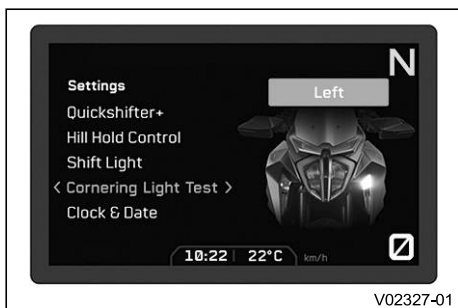 N
Settings
Left
Quickshifter+
Hill Hold Control
Shift Light
< Cornering Light Test >
Clock & Date
10:22 22°C km/h
0
V02327-01